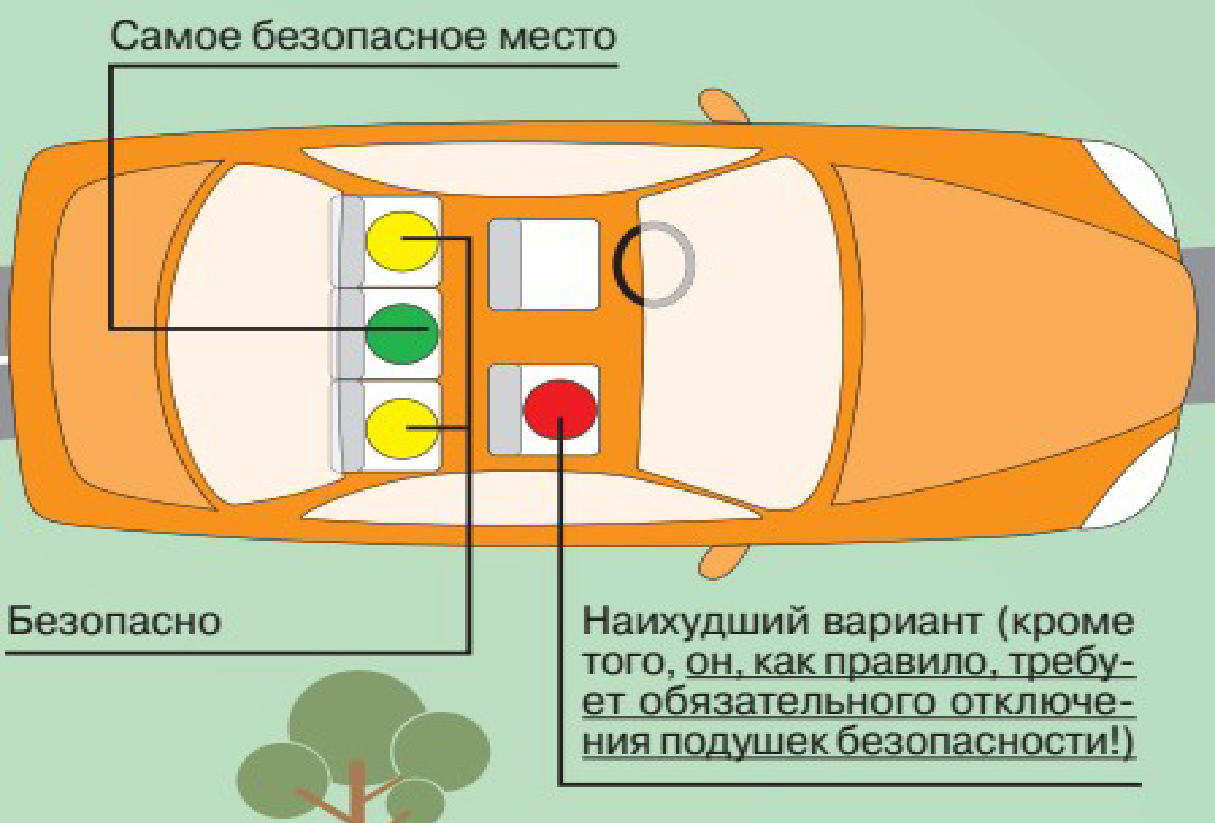 Самое безопасное место
Безопасно
Наихудший вариант (кроме
того, он, как правило, требу-
ет обязательного отключе-
ния подушек безопасности!)